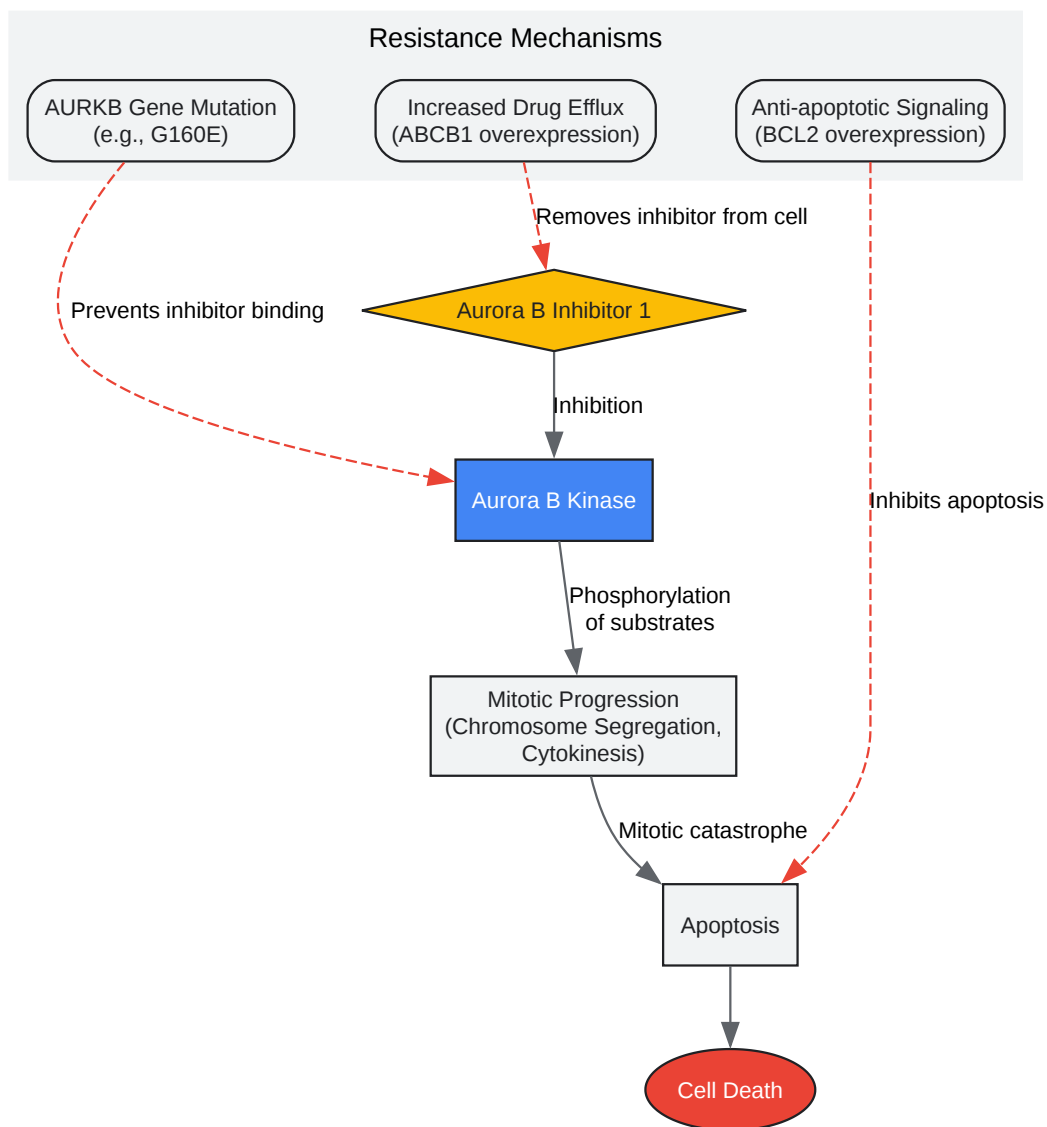 Resistance Mechanisms
AURKB Gene Mutation
(e.g., G160E)
Increased Drug Efflux
(ABCB1 overexpression)
Anti-apoptotic Signaling
(BCL2 overexpression)
Removes inhibitor from cell
Prevents inhibitor binding
Aurora B Inhibitor 1
Inhibition
Aurora B Kinase
Inhibits apoptosis
Phosphorylation
of substrates
Mitotic Progression
(Chromosome Segregation,
Cytokinesis)
Mitotic catastrophe
Apoptosis
Cell Death